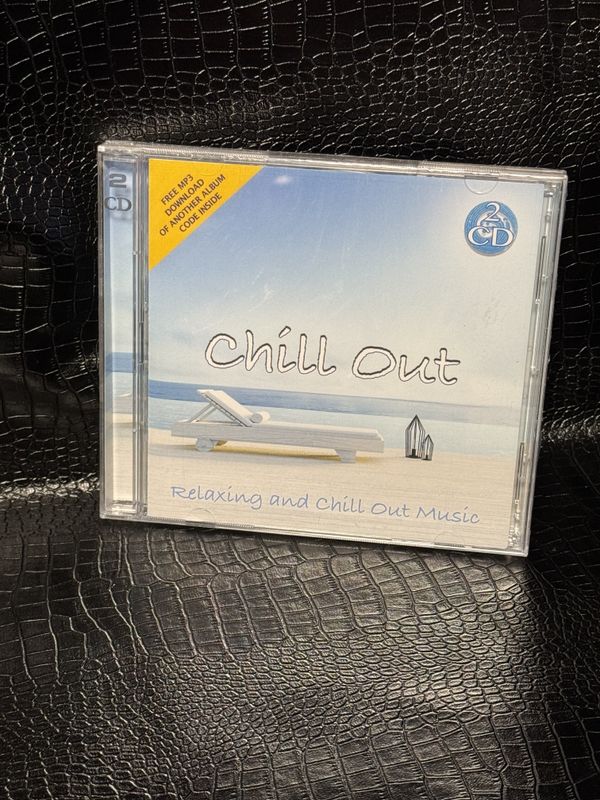 2
CD
FREE MP3
DOWNLOAD
OF ANOTHER ALBUM
CODE INSIDE
2
CD
Chill Out
Relaxing and Chill Out Music